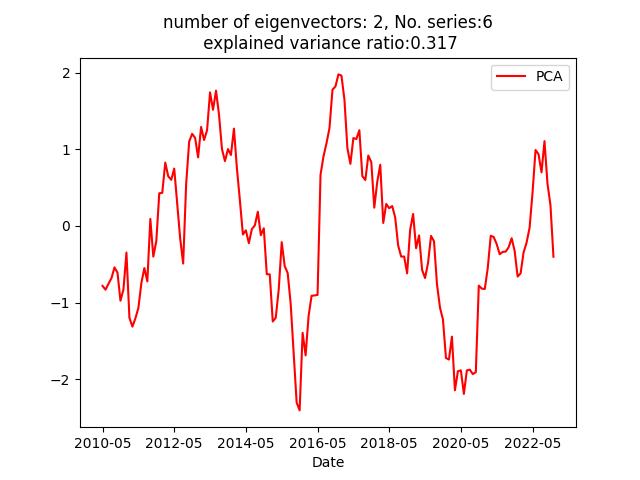 number of eigenvectors: 2, No. series:6
explained variance ratio:0.317
PCA
2
1
0
−1
−2
2010-05 2012-05 2014-05 2016-05 2018-05 2020-05 2022-05
Date